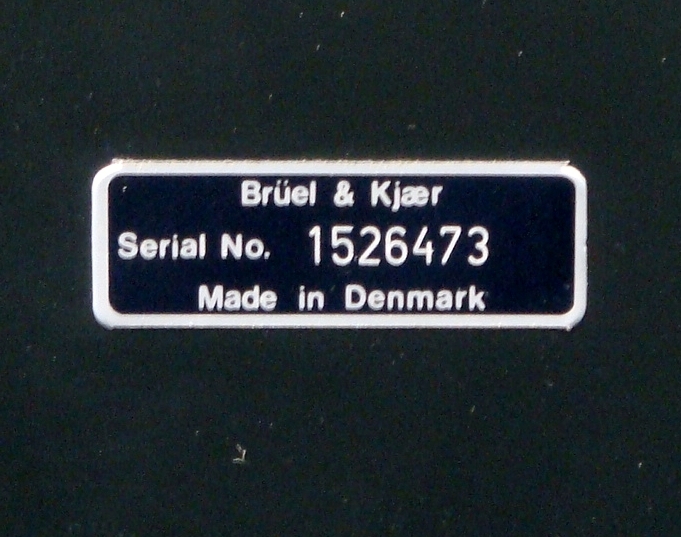 Brüel & Kjær
Serial No. 1526473
Made in Denmark